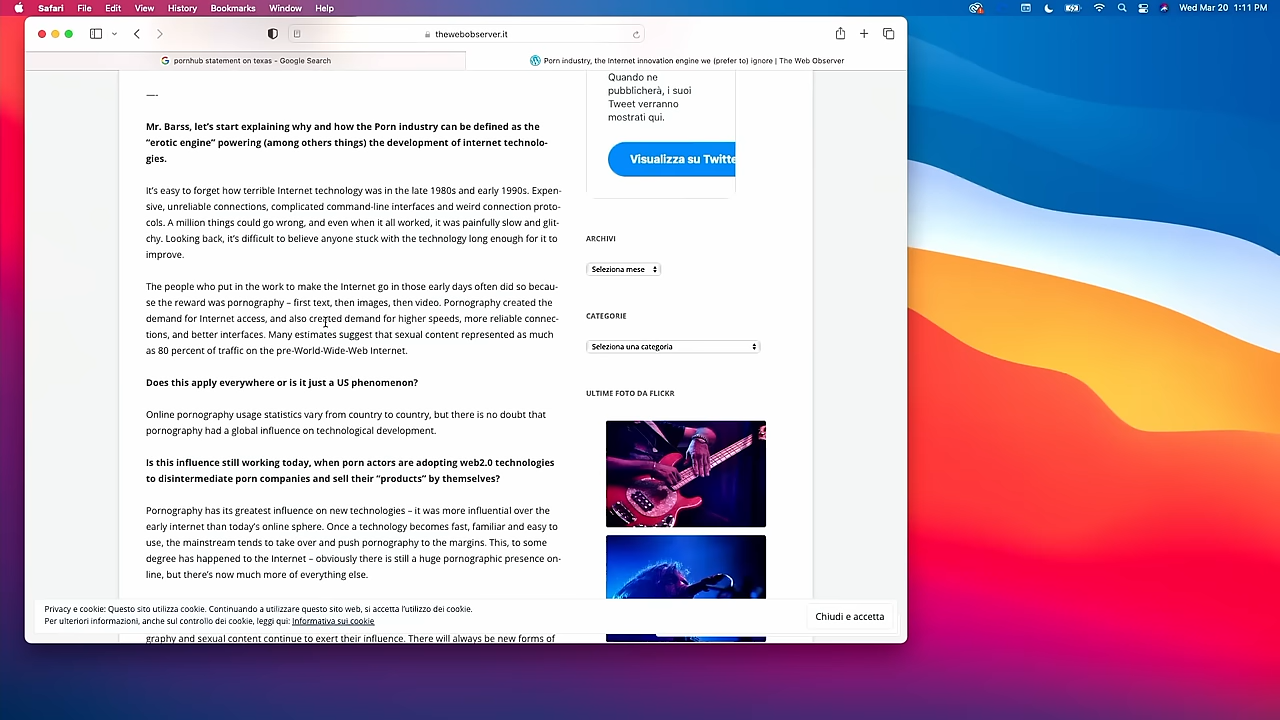 Safari File Edit View History Bookmarks Window Help
Wed Mar 20 1:11 PM
thewebobserver.it
pornhub statement on texas - Google Search
Porn industry, the Internet innovation engine we (prefer to) ignore | The Web Observer
—-
Mr. Barss, let’s start explaining why and how the Porn industry can be defined as the
“erotic engine” powering (among others things) the development of internet technolo-
gies.
It’s easy to forget how terrible Internet technology was in the late 1980s and early 1990s. Expen-
sive, unreliable connections, complicated command-line interfaces and weird connection proto-
cols. A million things could go wrong, and even when it all worked, it was painfully slow and glit-
chy. Looking back, it’s difficult to believe anyone stuck with the technology long enough for it to
improve.
The people who put in the work to make the Internet go in those early days often did so becau-
se the reward was pornography – first text, then images, then video. Pornography created the
demand for Internet access, and also created demand for higher speeds, more reliable connec-
tions, and better interfaces. Many estimates suggest that sexual content represented as much
as 80 percent of traffic on the pre-World-Wide-Web Internet.
Does this apply everywhere or is it just a US phenomenon?
Online pornography usage statistics vary from country to country, but there is no doubt that
pornography had a global influence on technological development.
Is this influence still working today, when porn actors are adopting web2.0 technologies
to disintermediate porn companies and sell their “products” by themselves?
Pornography has its greatest influence on new technologies – it was more influential over the
early internet than today’s online sphere. Once a technology becomes fast, familiar and easy to
use, the mainstream tends to take over and push pornography to the margins. This, to some
degree has happened to the Internet – obviously there is still a huge pornographic presence on-
line, but there’s now much more of everything else.
graphy and sexual content continue to exert their influence. There will always be new forms of
Quando ne
pubblicherà, i suoi
Tweet verranno
mostrati qui.
Visualizza su Twitte
ARCHIVI
Seleziona mese
CATEGORIE
Seleziona una categoria
ULTIME FOTO DA FLICKR
Privacy e cookie: Questo sito utilizza cookie. Continuando a utilizzare questo sito web, si accetta l’utilizzo dei cookie.
Per ulteriori informazioni, anche sul controllo dei cookie, leggi qui: Informativa sui cookie
Chiudi e accetta